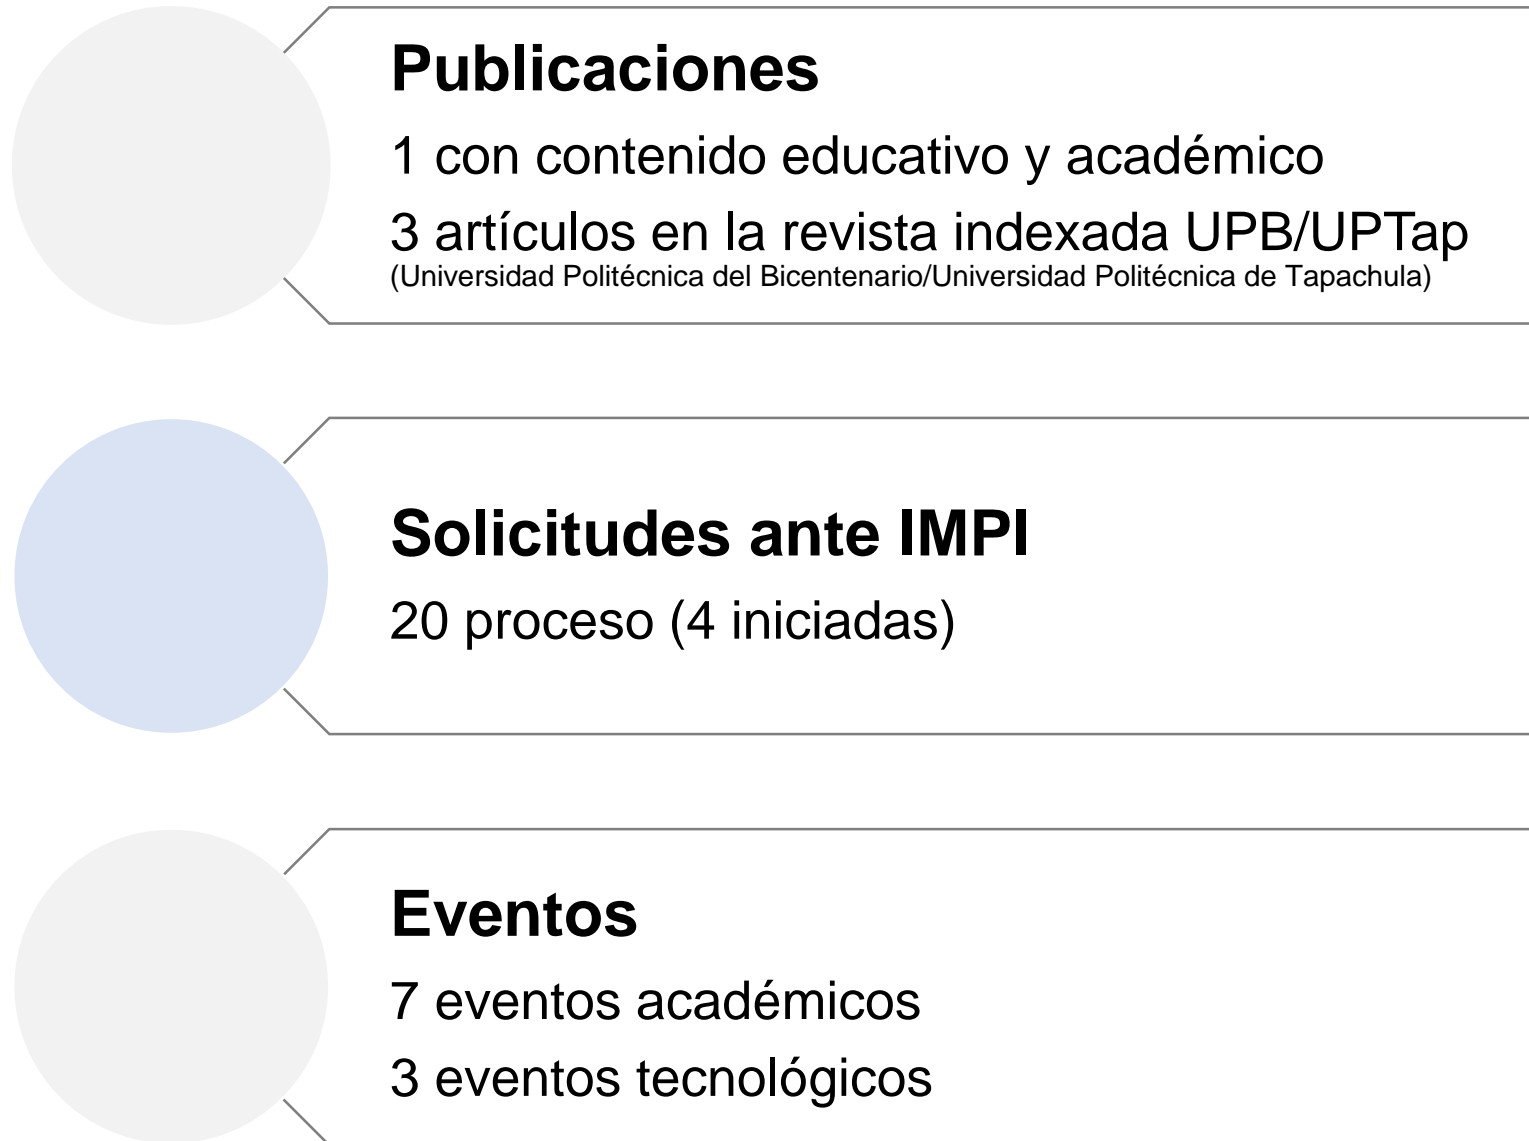 Publicaciones
1 con contenido educativo y académico
3 artículos en la revista indexada UPB/UPTap
(Universidad Politécnica del Bicentenario/Universidad Politécnica de Tapachula)
Solicitudes ante IMPI
20 proceso (4 iniciadas)
Eventos
7 eventos académicos
3 eventos tecnológicos